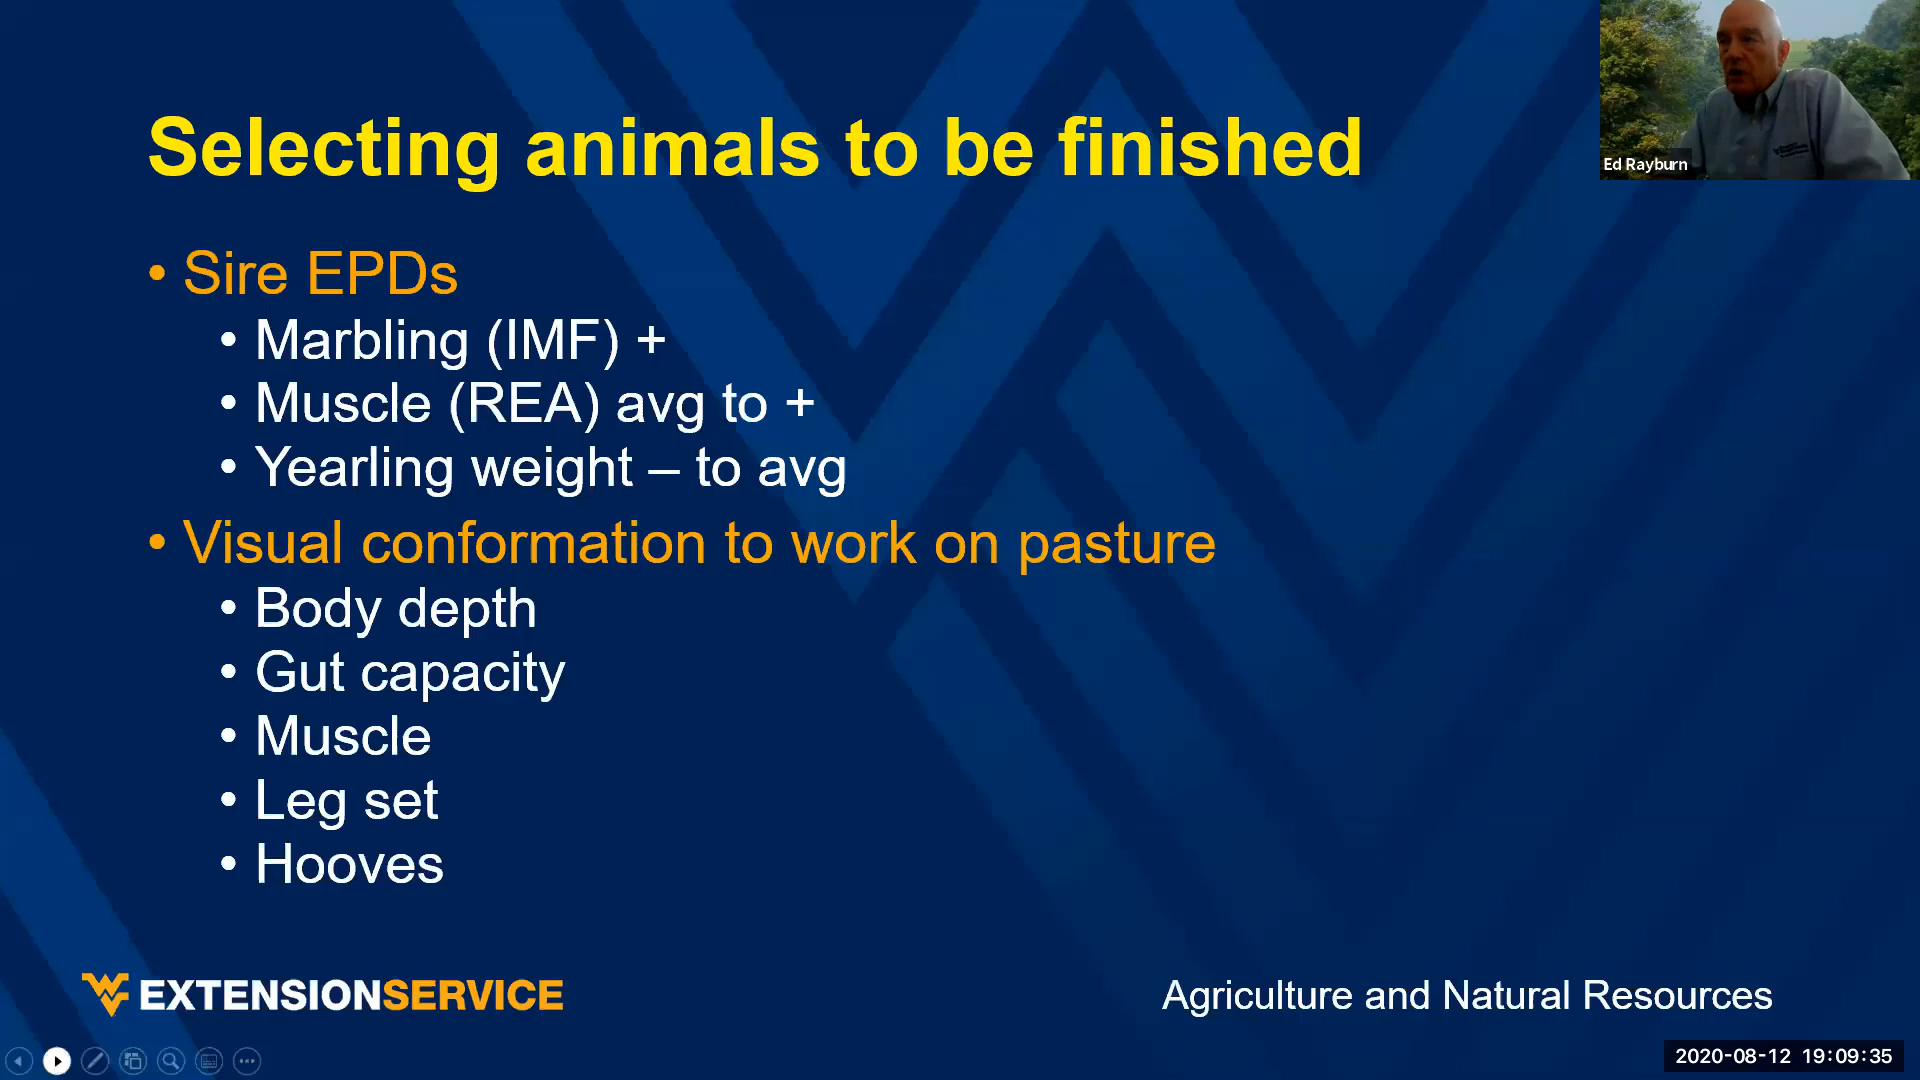 Selecting animals to be finished
Ed Rayburn
• Sire EPDs
• Marbling (IMF) +
• Muscle (REA) avg to +
• Yearling weight – to avg
• Visual conformation to work on pasture
• Body depth
• Gut capacity
• Muscle
• Leg set
• Hooves
WV EXTENSIONSERVICE
Agriculture and Natural Resources
2020-08-12 19:09:35